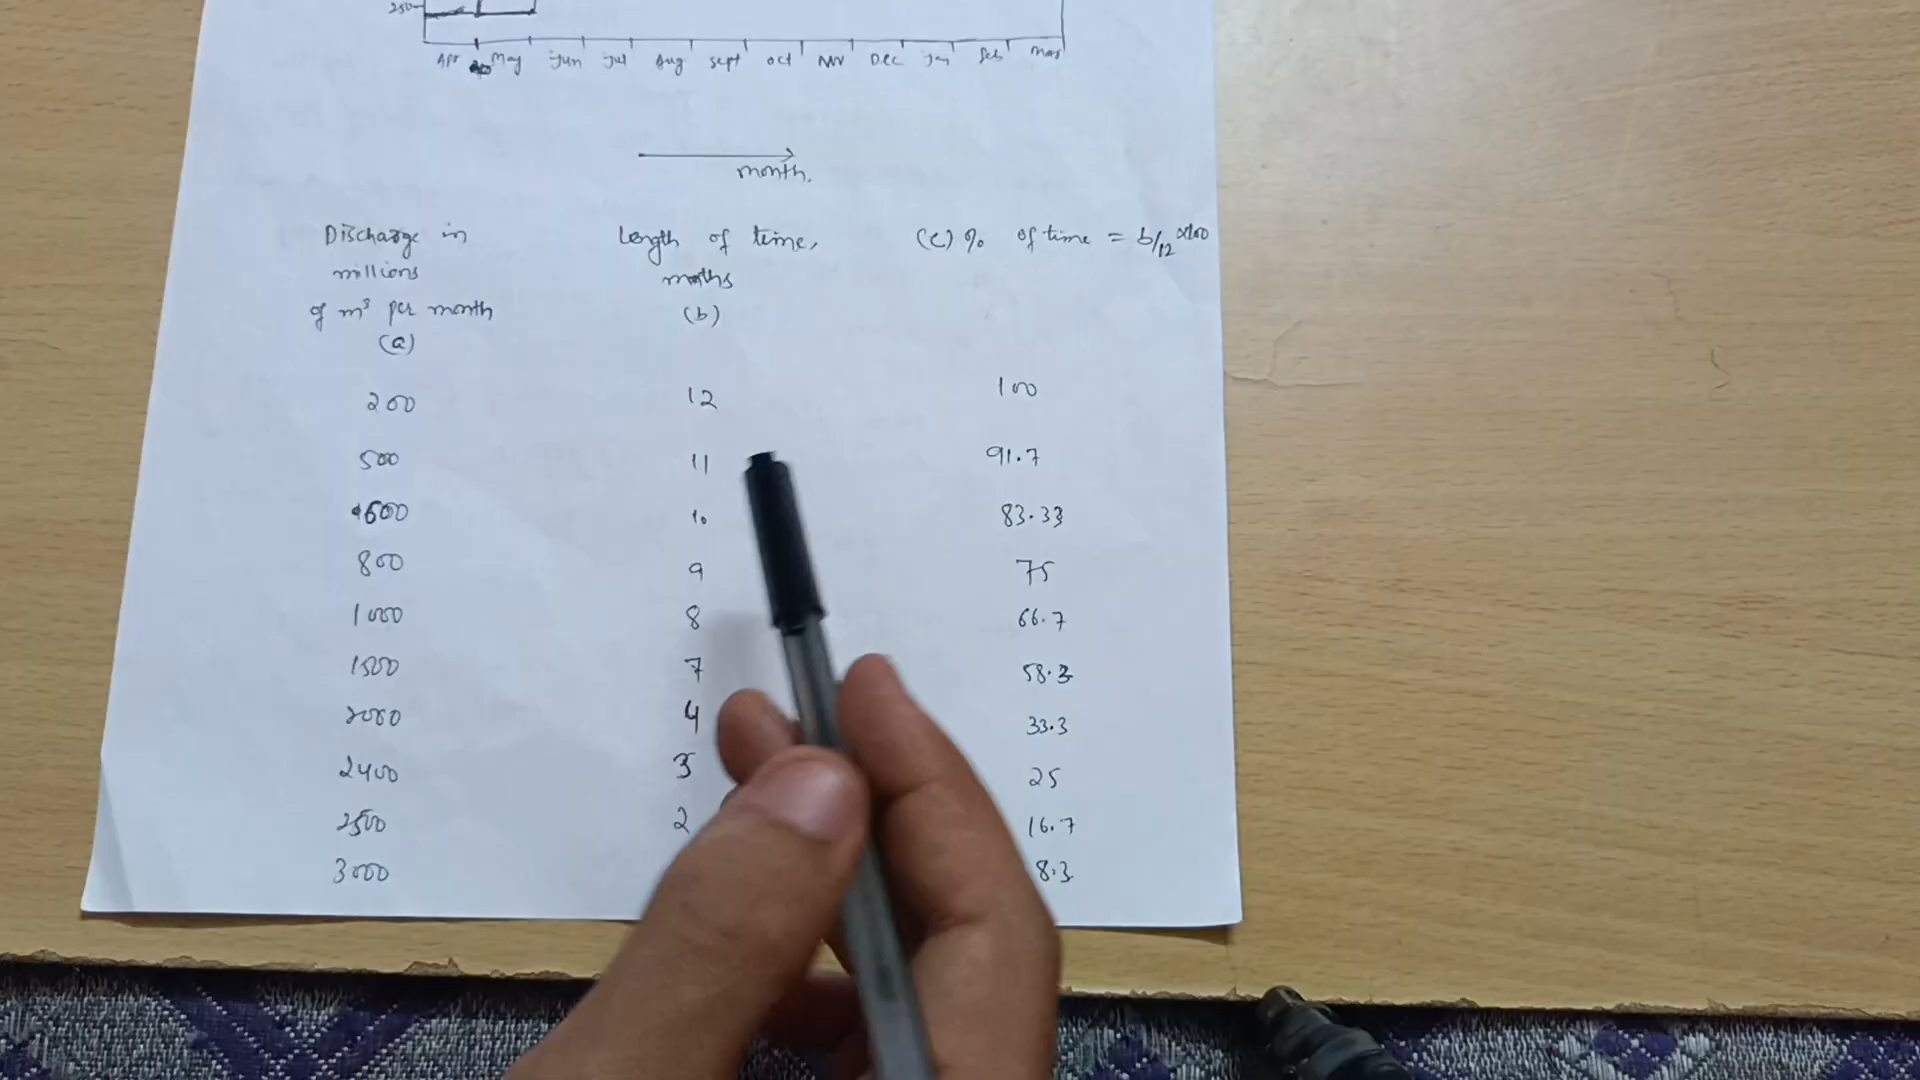 250
Apr May Jun Jul Aug sept oct NW Dec Jan Feb Mar
month.
Discharge in Length of time, (c) % of time = b/12 x100
millions months
of m³ per month (b)
(a)
200 12 100
500 11 91.7
600 10 83.33
800 9 75
1000 8 66.7
1500 7 58.3
2000 4 33.3
2400 3 25
2500 2 16.7
3000 8.3